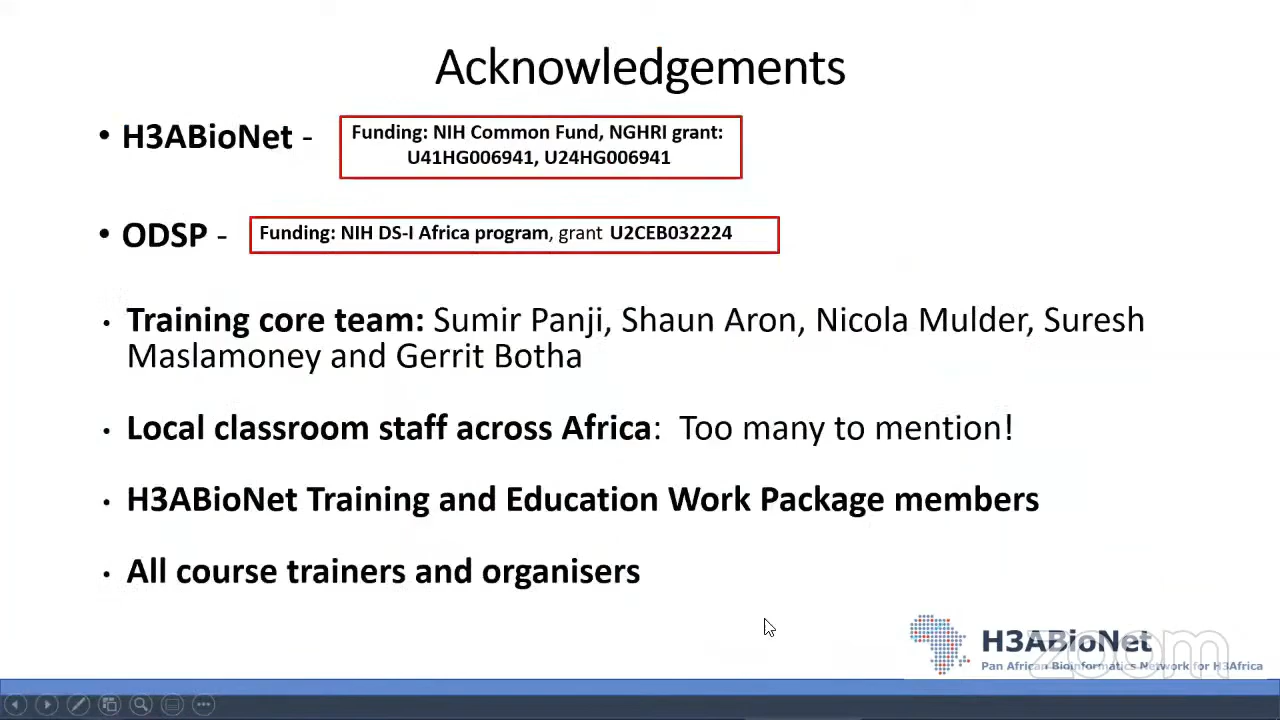 Acknowledgements
• H3ABioNet -
Funding: NIH Common Fund, NGHRI grant:
U41HG006941, U24HG006941
• ODSP -
Funding: NIH DS-I Africa program, grant U2CEB032224
• Training core team: Sumir Panji, Shaun Aron, Nicola Mulder, Suresh
Maslamoney and Gerrit Botha
• Local classroom staff across Africa: Too many to mention!
• H3ABioNet Training and Education Work Package members
• All course trainers and organisers
H3ABioNet
zoom
Pan African Bioinformatics Network for H3Africa